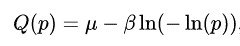 Q(p) = μ − β ln(− ln(p)),